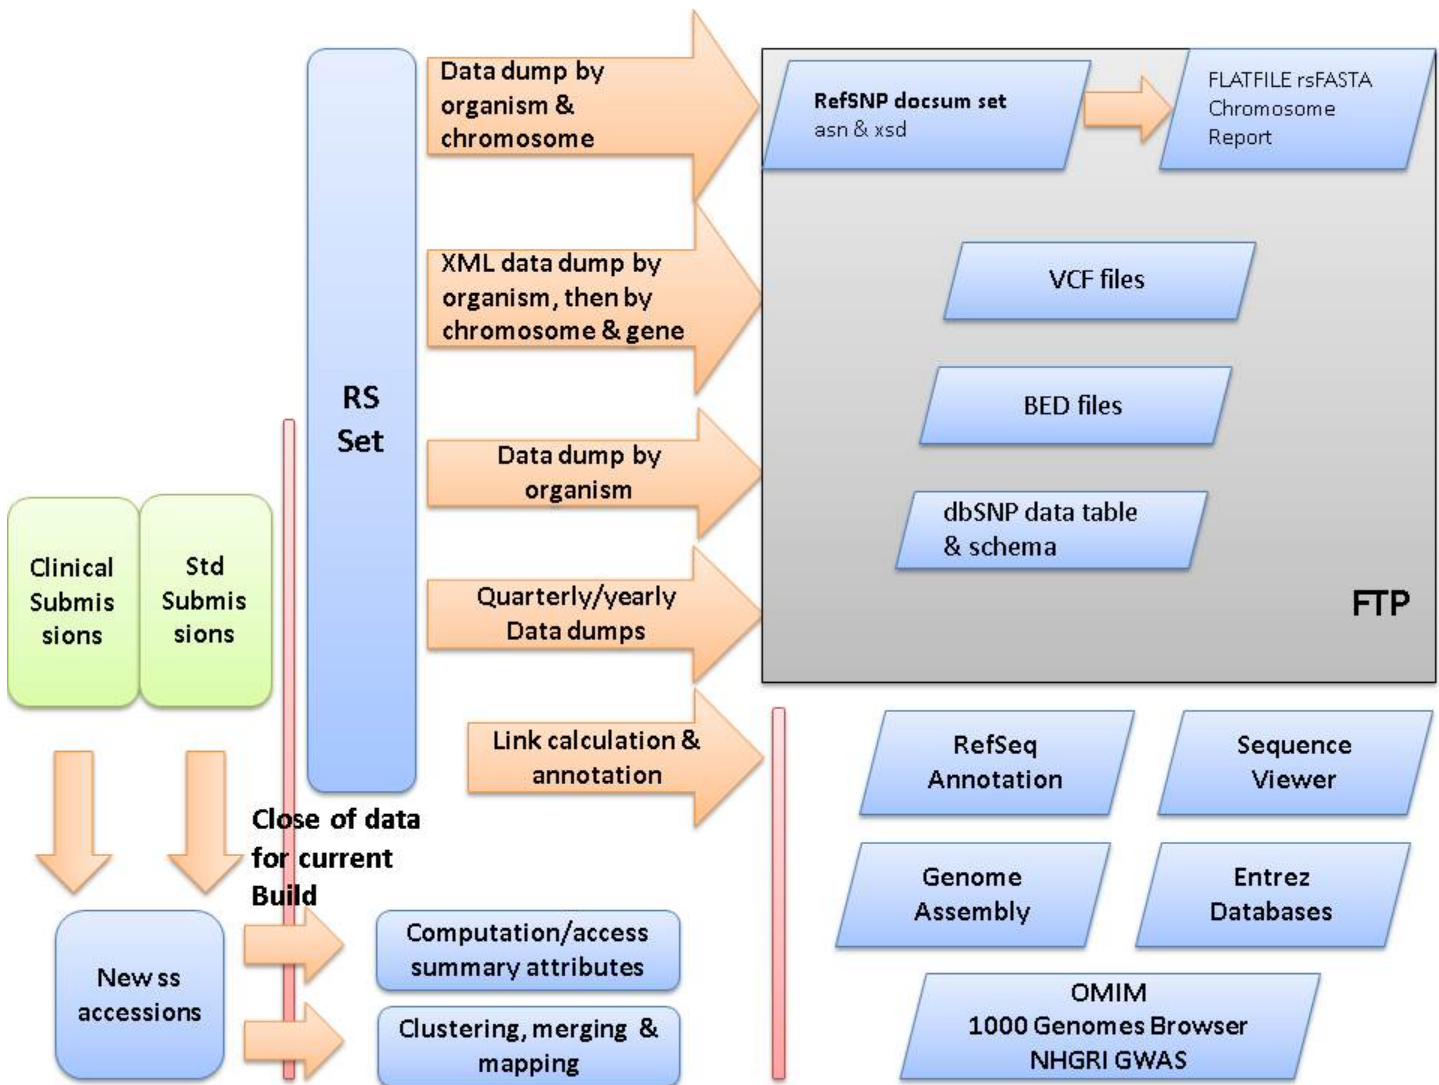 Data dump by
organism &
chromosome
RefSNP docsum set
asn & xsd
FLATFILE rsFASTA
Chromosome
Report
XML data dump by
organism, then by
chromosome & gene
VCF files
RS
Set
BED files
Data dump by
organism
dbSNP data table
& schema
Clinical
Submis
sions
Std
Submis
sions
Quarterly/yearly
Data dumps
FTP
Link calculation &
annotation
RefSeq
Annotation
Sequence
Viewer
Close of data
for current
Build
Genome
Assembly
Entrez
Databases
New ss
accessions
Computation/access
summary attributes
Clustering, merging &
mapping
OMIM
1000 Genomes Browser
NHGRI GWAS